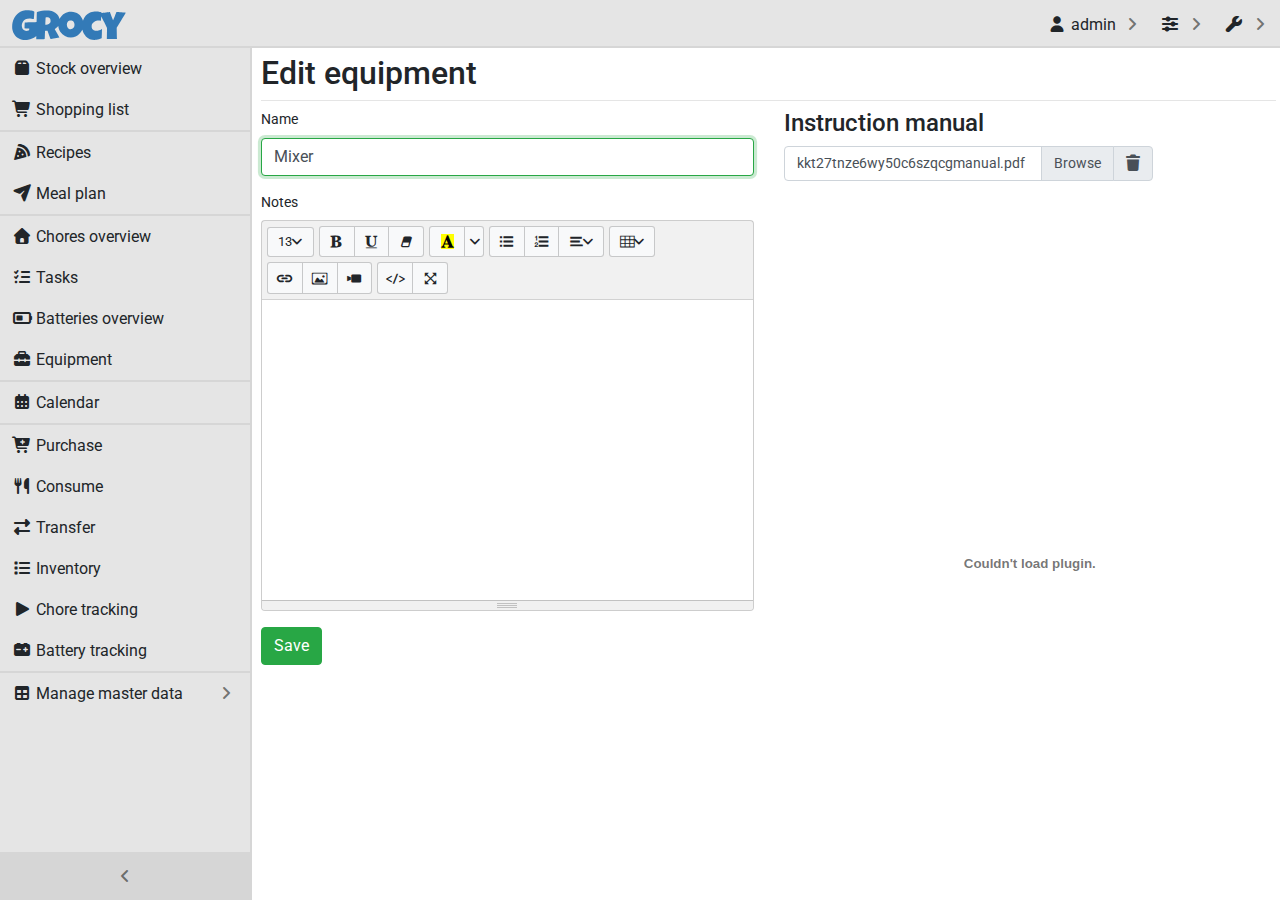 GROCY
admin
Stock overview
Shopping list
Recipes
Meal plan
Chores overview
Tasks
Batteries overview
Equipment
Calendar
Purchase
Consume
Transfer
Inventory
Chore tracking
Battery tracking
Manage master data
Edit equipment
Name
Mixer
Notes
13
B U A
</>
Save
Instruction manual
kkt27tnze6wy50c6szqcgmanual.pdf Browse
Couldn't load plugin.